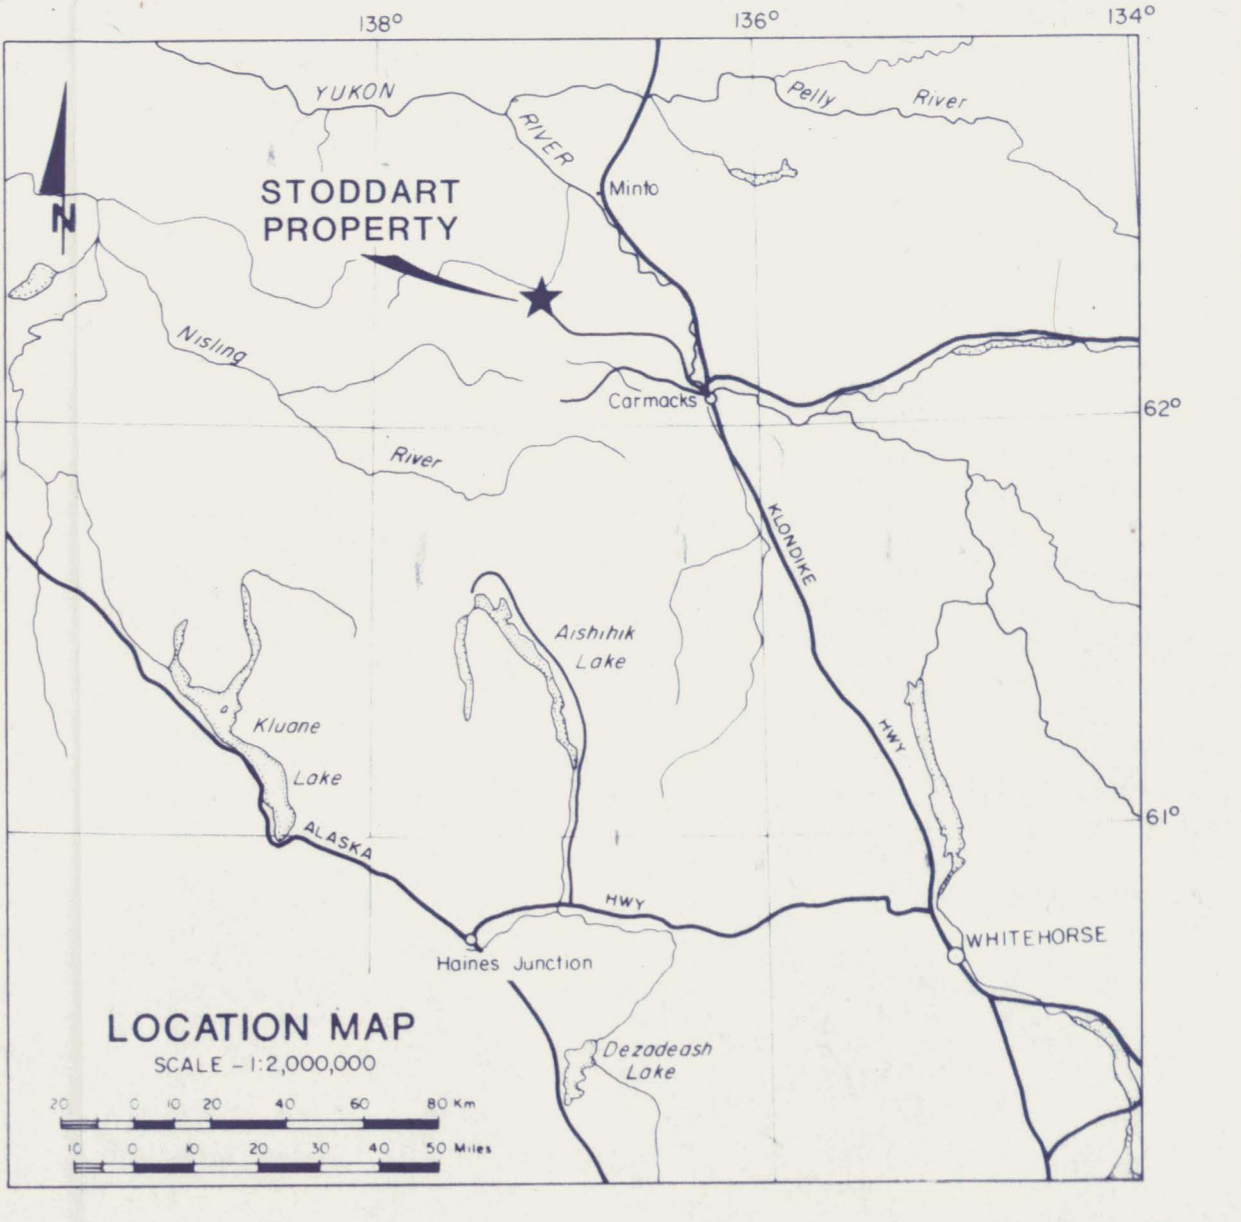 138° 136° 134°
YUKON
RIVER
Pelly River
N
STODDART
PROPERTY
Minto
Nisling
River
Carmacks
62°
KLONDIKE
HWY
Aishihik
Lake
Kluane
Lake
61°
ALASKA
HWY
WHITEHORSE
Haines Junction
LOCATION MAP
SCALE – 1:2,000,000
Dezadeash
Lake
20 0 10 20 40 60 80 Km
10 0 10 20 30 40 50 Miles